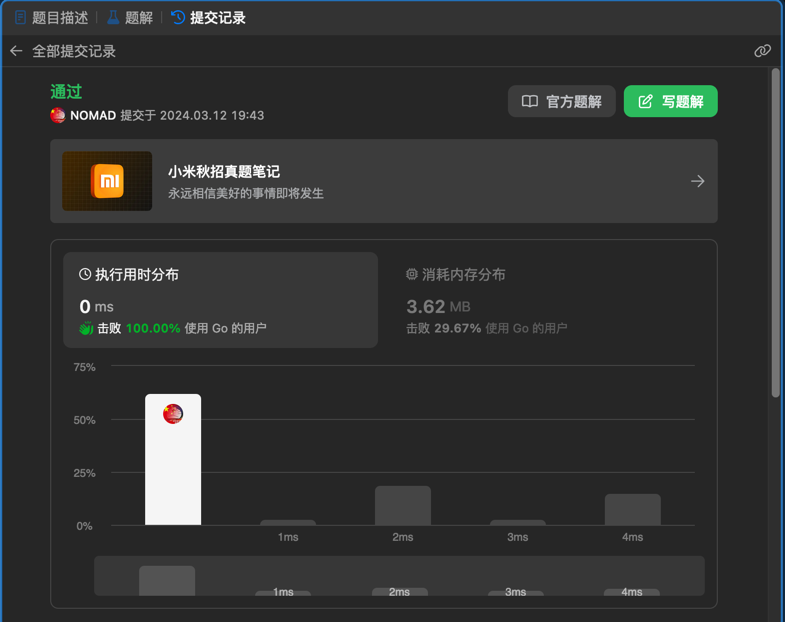 题目描述 题解 提交记录
全部提交记录
通过
NOMAD 提交于 2024.03.12 19:43
官方题解 写题解
小米秋招真题笔记
永远相信美好的事情即将发生
执行用时分布
0 ms
击败 100.00% 使用 Go 的用户
消耗内存分布
3.62 MB
击败 29.67% 使用 Go 的用户
75%
50%
25%
0%
1ms 2ms 3ms 4ms
1ms 2ms 3ms 4ms